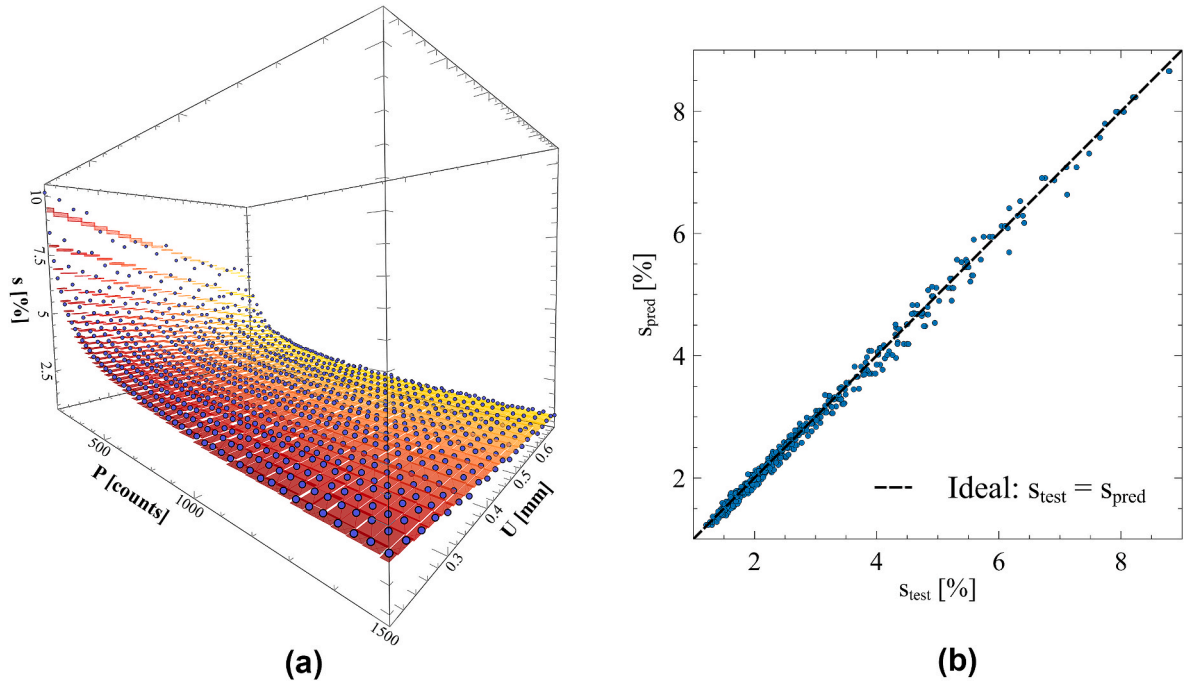 10
7.5
5
2.5
s [%]
500
1000
1500
P [counts]
0.3
0.4
0.5
0.6
U [mm]
(a)
8
6
4
2
s_pred [%]
Ideal: s_test = s_pred
2 4 6 8
s_test [%]
(b)